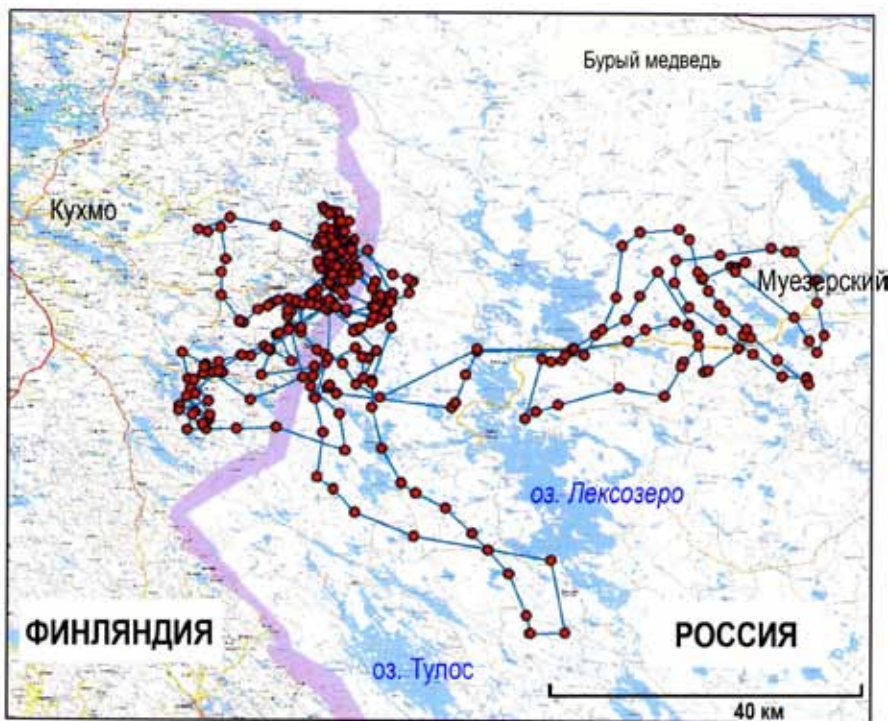 Бурый медведь
Кухмо
Муезерский
оз. Лексозеро
ФИНЛЯНДИЯ
РОССИЯ
оз. Тулос
40 км